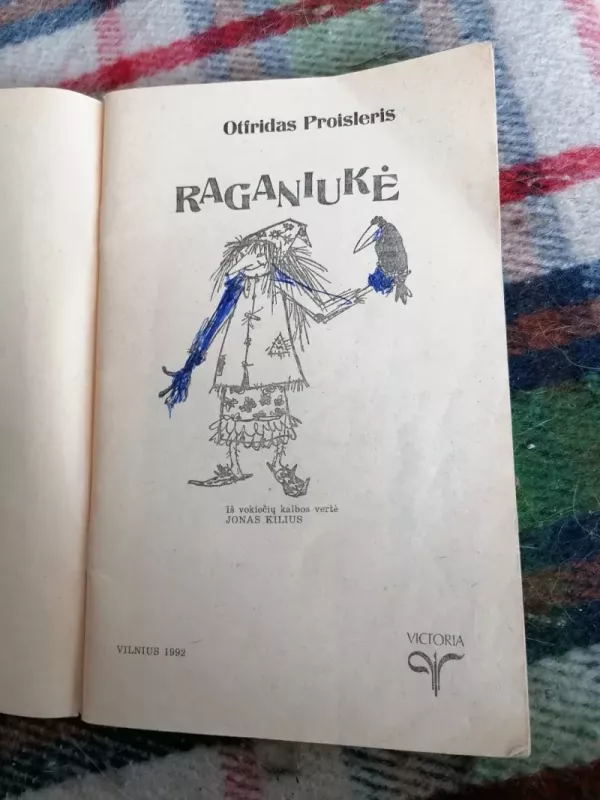 Otfridas Proisleris
RAGANIUKĖ
Iš vokiečių kalbos vertė
JONAS KILIUS
VILNIUS 1992
VICTORIA